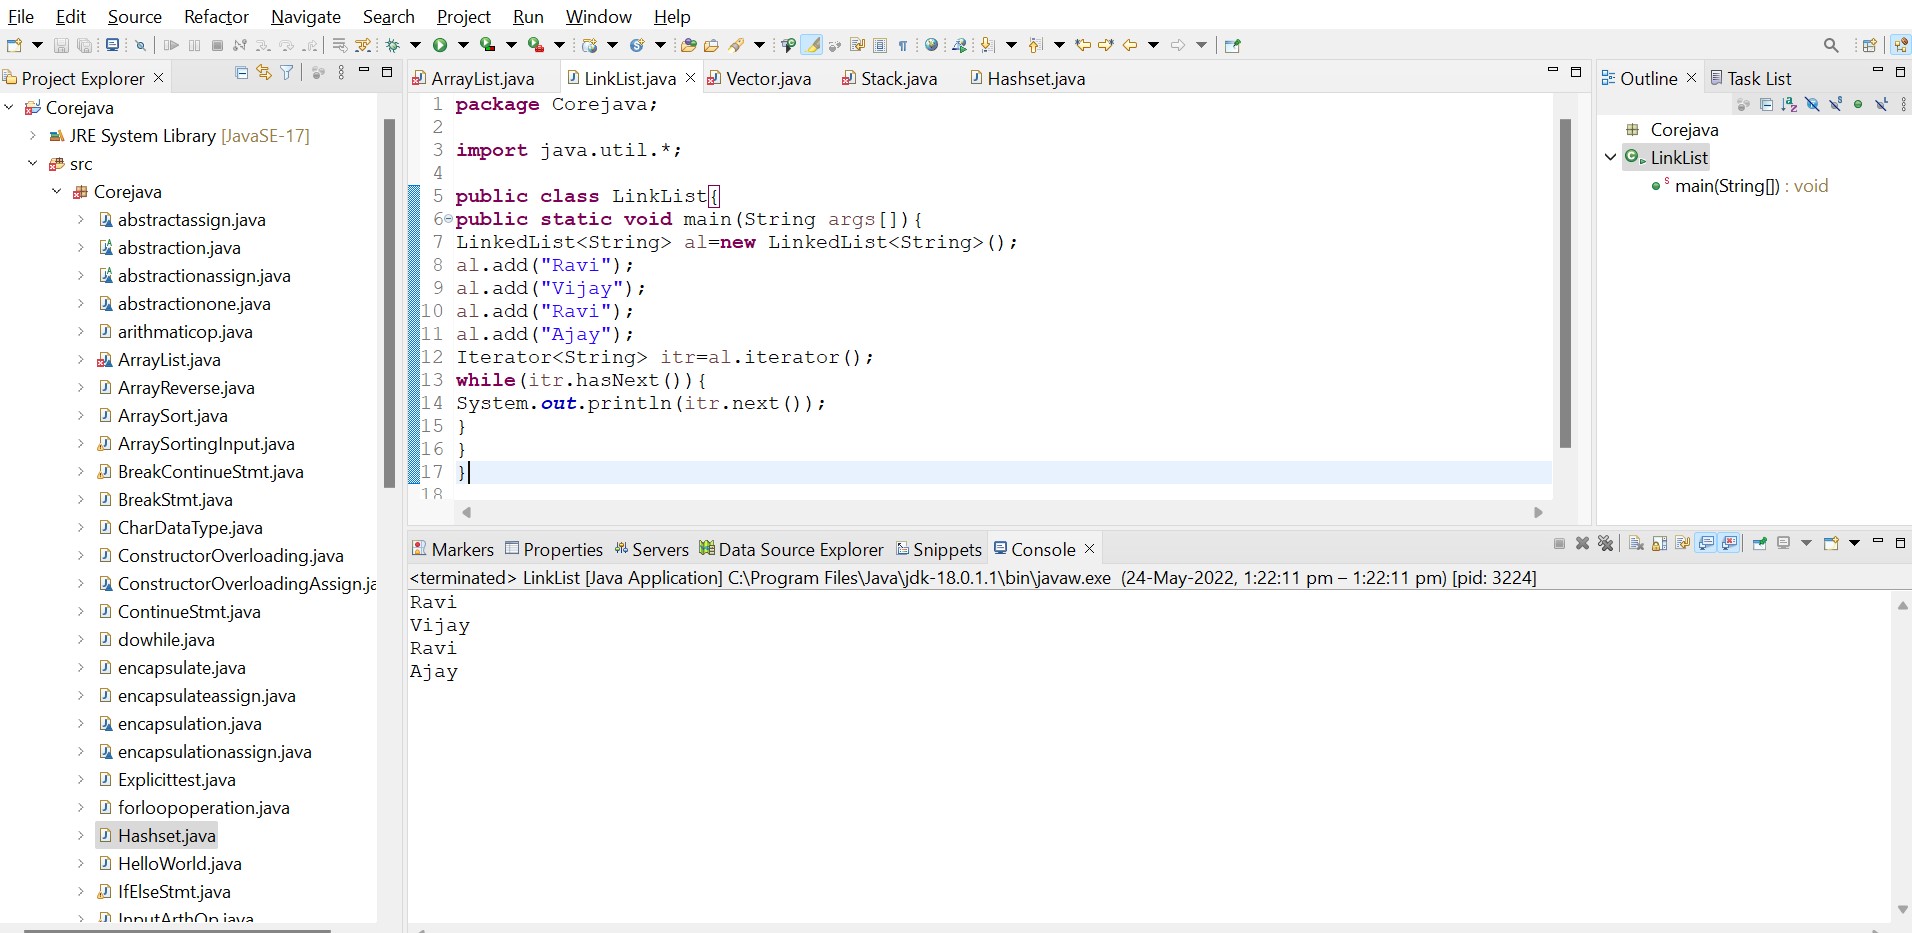 File Edit Source Refactor Navigate Search Project Run Window Help
Project Explorer
Corejava
JRE System Library [JavaSE-17]
src
Corejava
abstractassign.java
abstraction.java
abstractionassign.java
abstractionone.java
arithmaticop.java
ArrayList.java
ArrayReverse.java
ArraySort.java
ArraySortingInput.java
BreakContinueStmt.java
BreakStmt.java
CharDataType.java
ConstructorOverloading.java
ConstructorOverloadingAssign.ja
ContinueStmt.java
dowhile.java
encapsulate.java
encapsulateassign.java
encapsulation.java
encapsulationassign.java
Explicittest.java
forloopoperation.java
Hashset.java
HelloWorld.java
IfElseStmt.java
InputArthOp.java
ArrayList.java LinkList.java Vector.java Stack.java Hashset.java
1 package Corejava;
2
3 import java.util.*;
4
5 public class LinkList{
6 public static void main(String args[]){
7 LinkedList<String> al=new LinkedList<String>();
8 al.add("Ravi");
9 al.add("Vijay");
10 al.add("Ravi");
11 al.add("Ajay");
12 Iterator<String> itr=al.iterator();
13 while(itr.hasNext()){
14 System.out.println(itr.next());
15 }
16 }
17 }
18
Outline Task List
Corejava
LinkList
main(String[]) : void
Markers Properties Servers Data Source Explorer Snippets Console
<terminated> LinkList [Java Application] C:\Program Files\Java\jdk-18.0.1.1\bin\javaw.exe (24-May-2022, 1:22:11 pm – 1:22:11 pm) [pid: 3224]
Ravi
Vijay
Ravi
Ajay